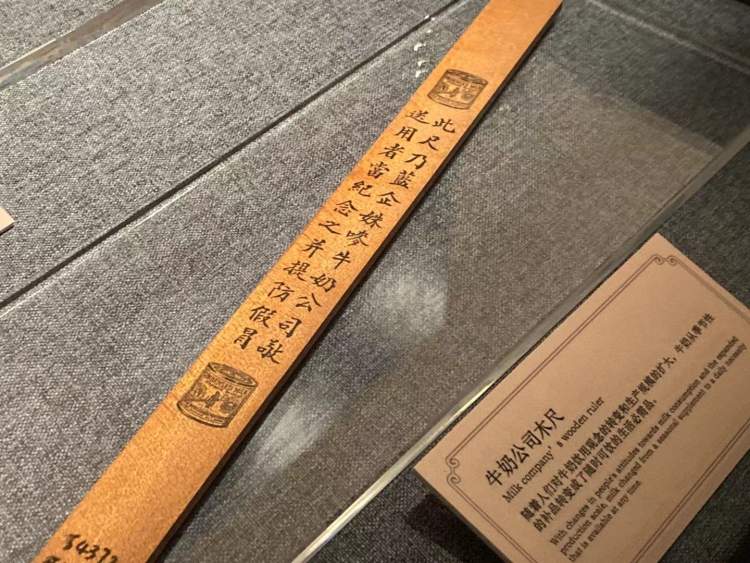 此尺乃藍企妹嘜牛奶公司敬
送用者當紀念之并提防假冒
牛奶公司木尺
Milk company' a wooden ruler
随着人们对牛奶饮用观念的转变和生产规模的扩大，牛奶从季节性
的补品转变成了随时可饮的生活必需品。
With changes in people's attitudes towards milk consumption and the expanded
production scale, milk changed from a seasonal supplement to a daily necessity
that is available at any time.